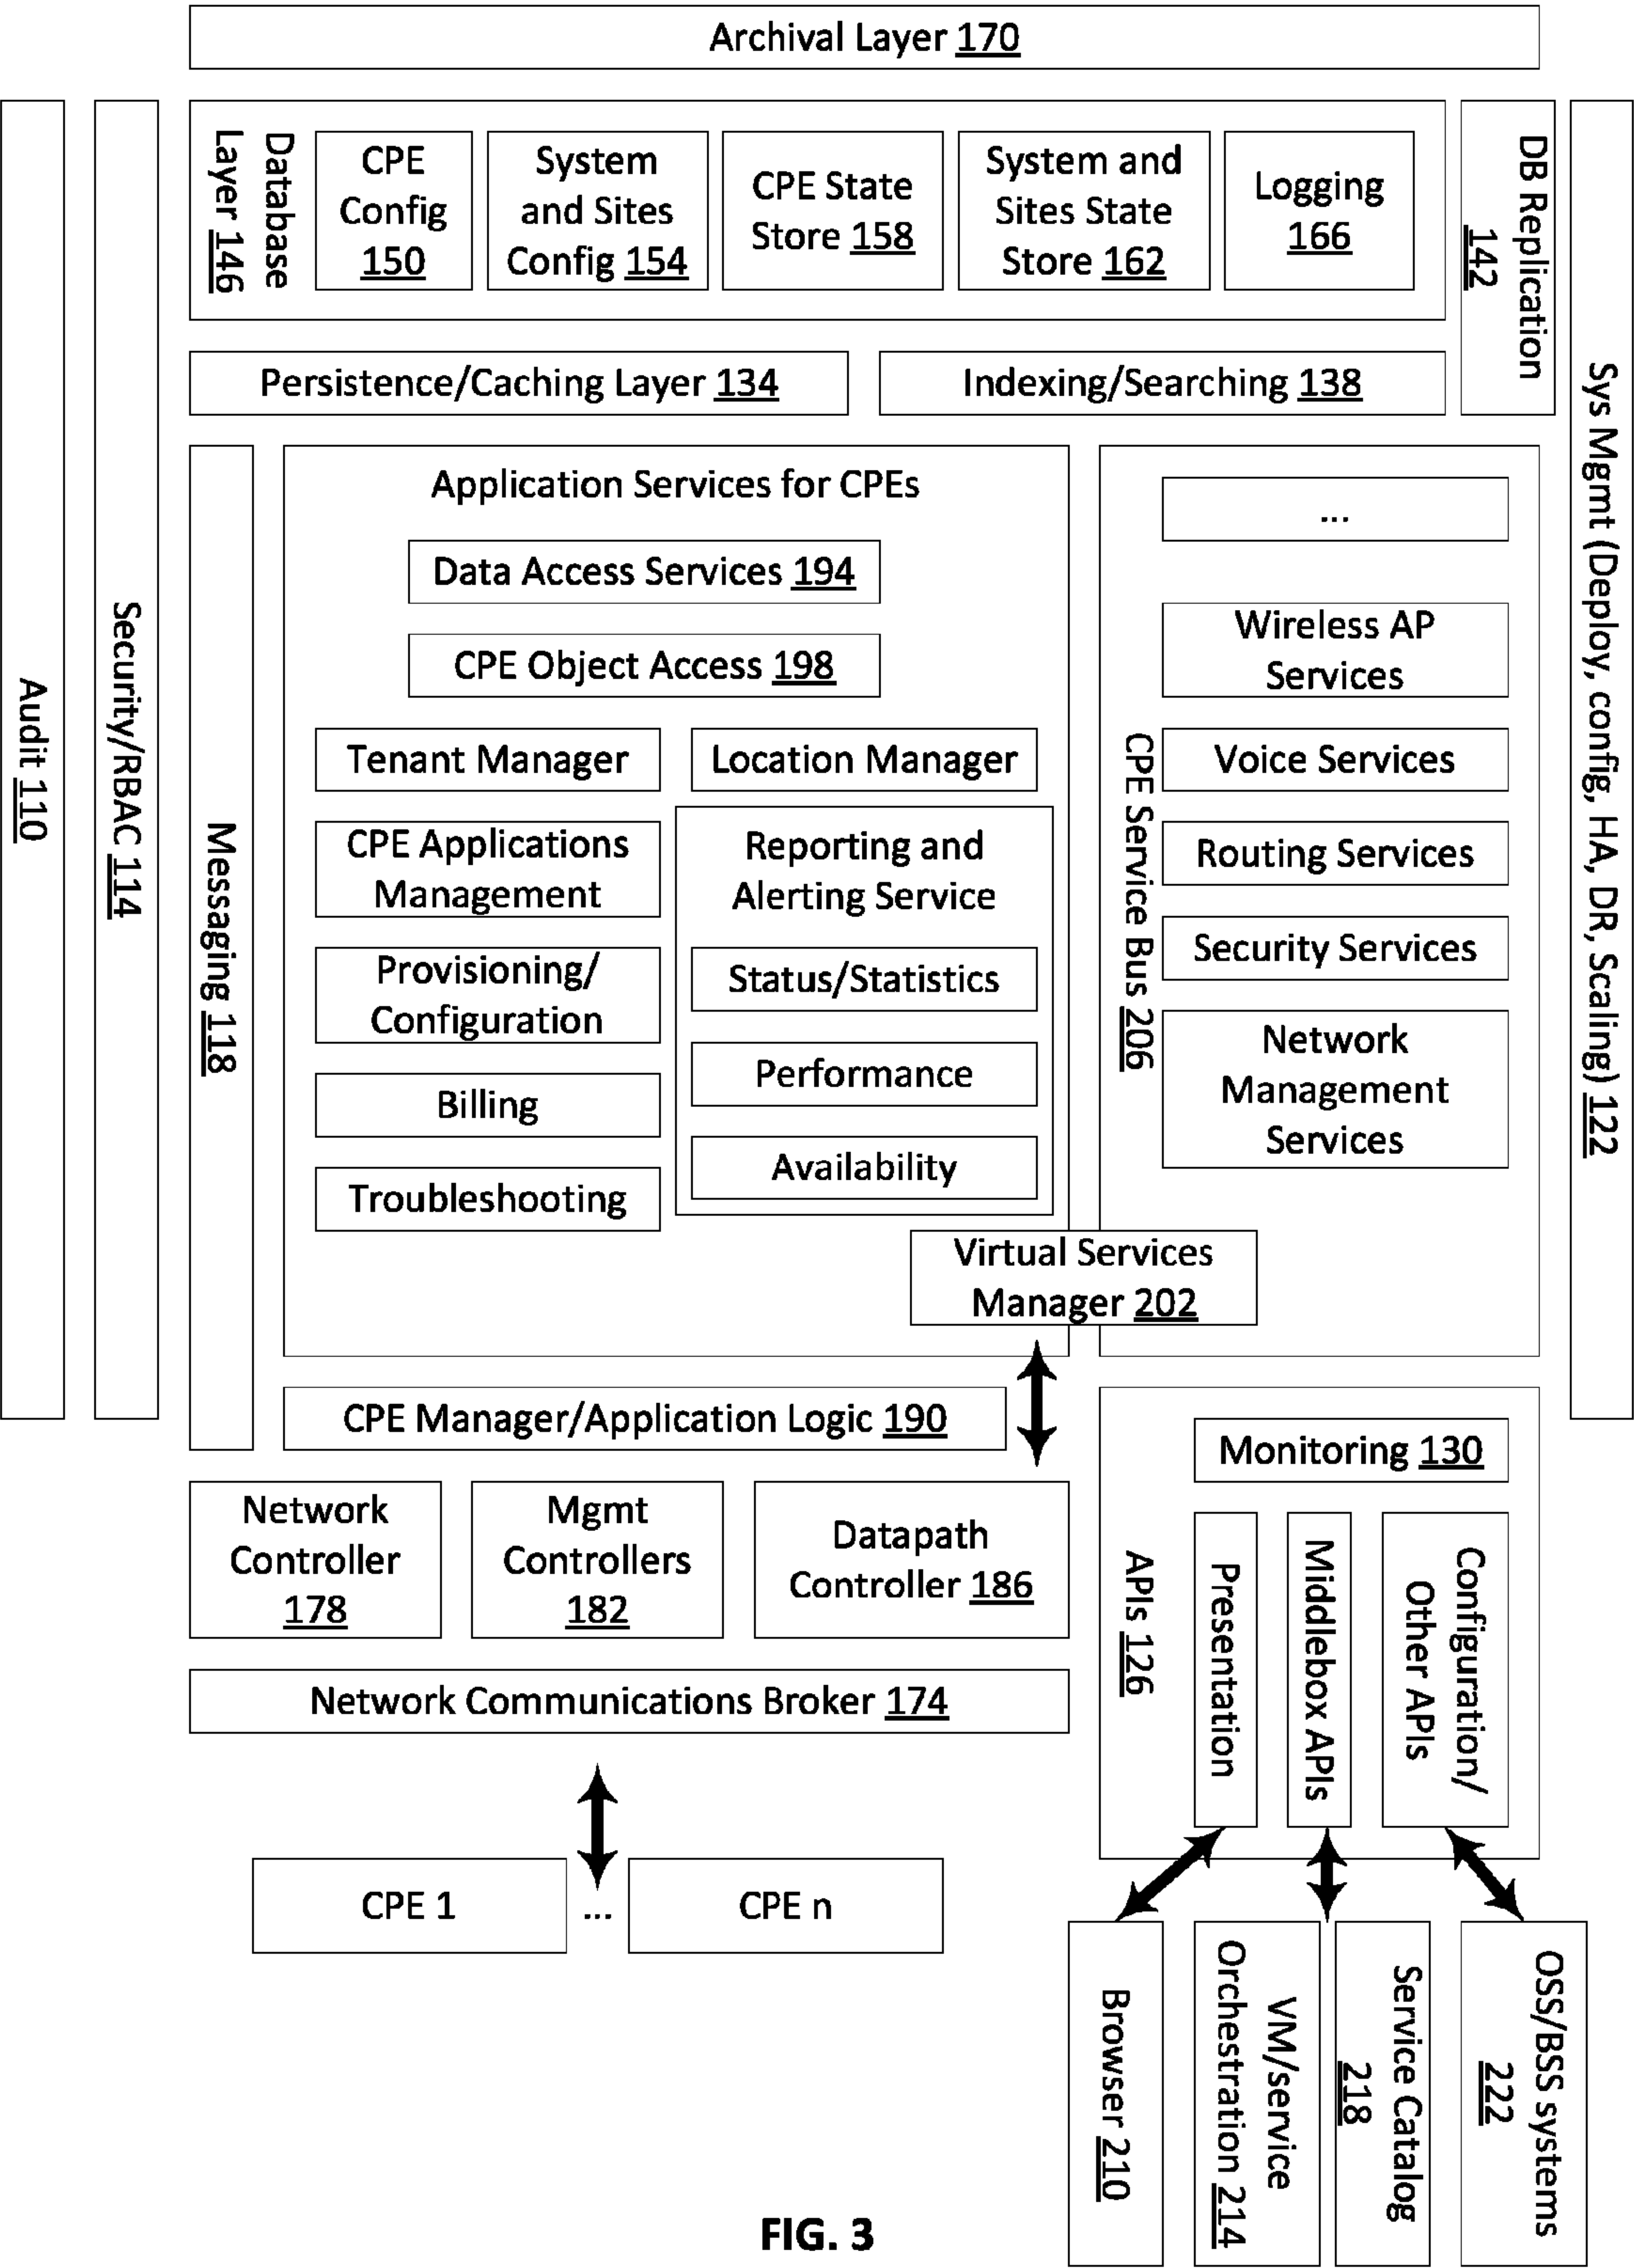 Archival Layer 170
Database
Layer 146
CPE
Config
150
System
and Sites
Config 154
CPE State
Store 158
System and
Sites State
Store 162
Logging
166
DB Replication
142
Persistence/Caching Layer 134
Indexing/Searching 138
Sys Mgmt (Deploy, config, HA, DR, Scaling) 122
Audit 110
Security/RBAC 114
Messaging 118
Application Services for CPEs
Data Access Services 194
CPE Object Access 198
Tenant Manager
Location Manager
CPE Applications
Management
Provisioning/
Configuration
Billing
Troubleshooting
Reporting and
Alerting Service
Status/Statistics
Performance
Availability
CPE Service Bus 206
...
Wireless AP
Services
Voice Services
Routing Services
Security Services
Network
Management
Services
Virtual Services
Manager 202
CPE Manager/Application Logic 190
Network
Controller
178
Mgmt
Controllers
182
Datapath
Controller 186
Network Communications Broker 174
CPE 1
...
CPE n
APIs 126
Monitoring 130
Presentation
Middlebox APIs
Configuration/
Other APIs
Browser 210
VM/service
Orchestration 214
Service Catalog
218
OSS/BSS systems
222
FIG. 3